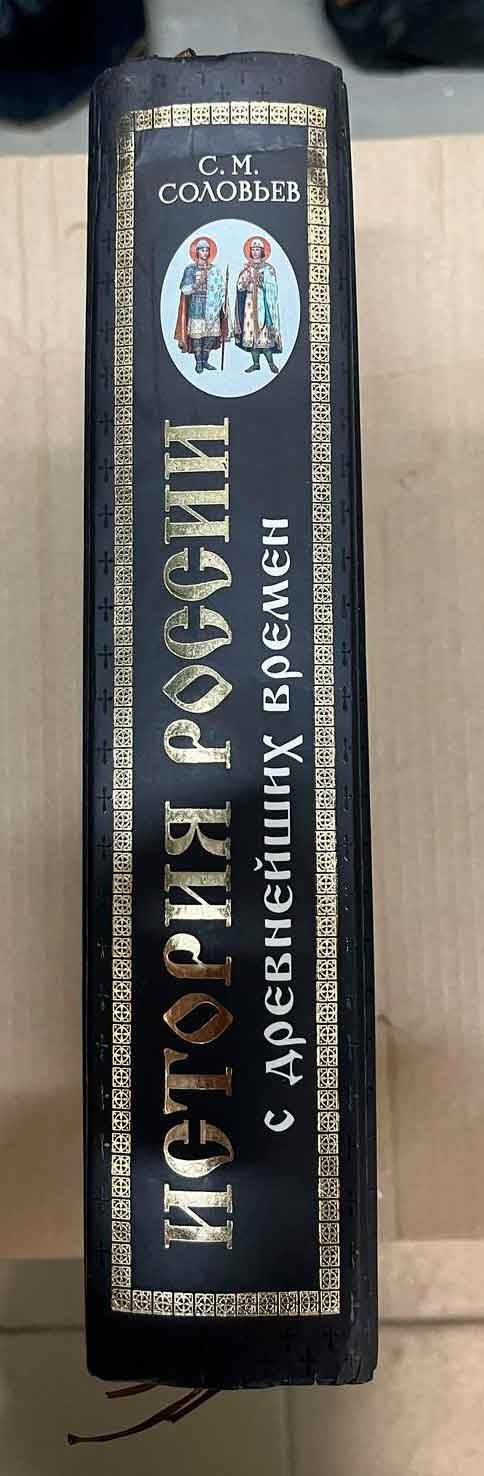 С. М.
СОЛОВЬЕВ
ИСТОРИЯ РОССИИ
С ДРЕВНЕЙШИХ ВРЕМЕН